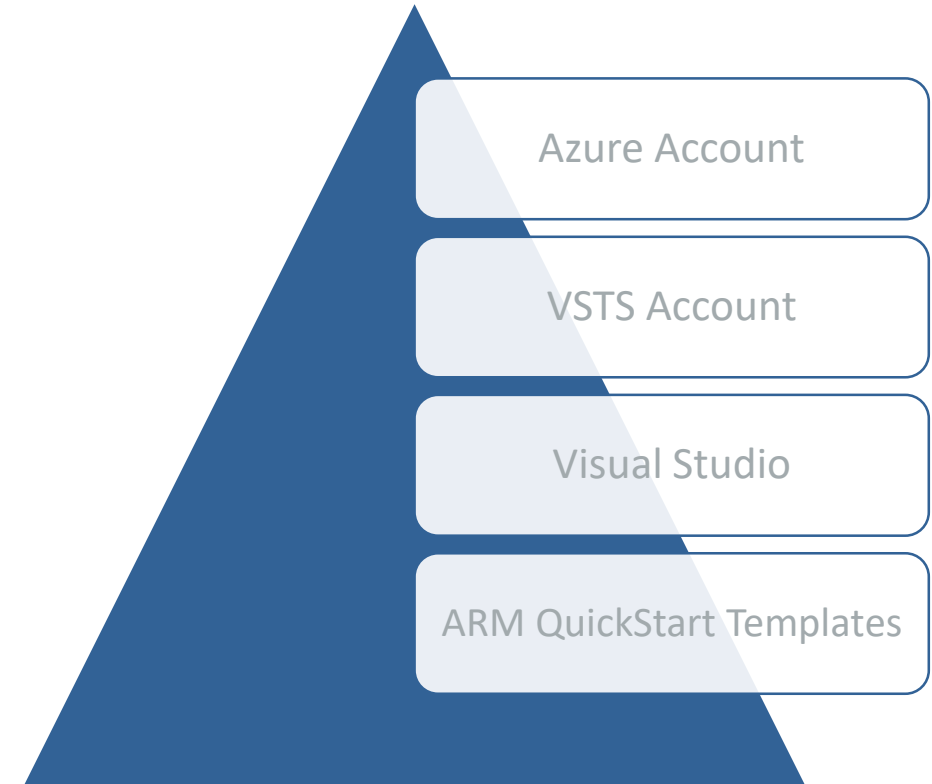 Azure Account
VSTS Account
Visual Studio
ARM QuickStart Templates